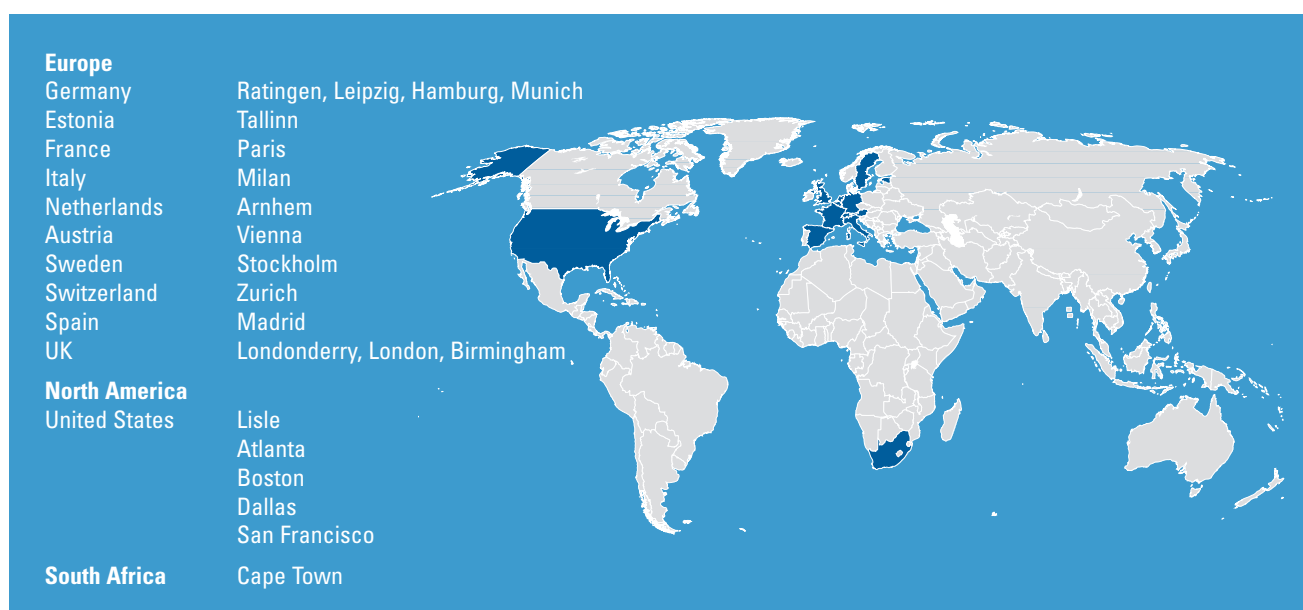 Europe
Germany Ratingen, Leipzig, Hamburg, Munich
Estonia Tallinn
France Paris
Italy Milan
Netherlands Arnhem
Austria Vienna
Sweden Stockholm
Switzerland Zurich
Spain Madrid
UK Londonderry, London, Birmingham
North America
United States Lisle
Atlanta
Boston
Dallas
San Francisco
South Africa Cape Town